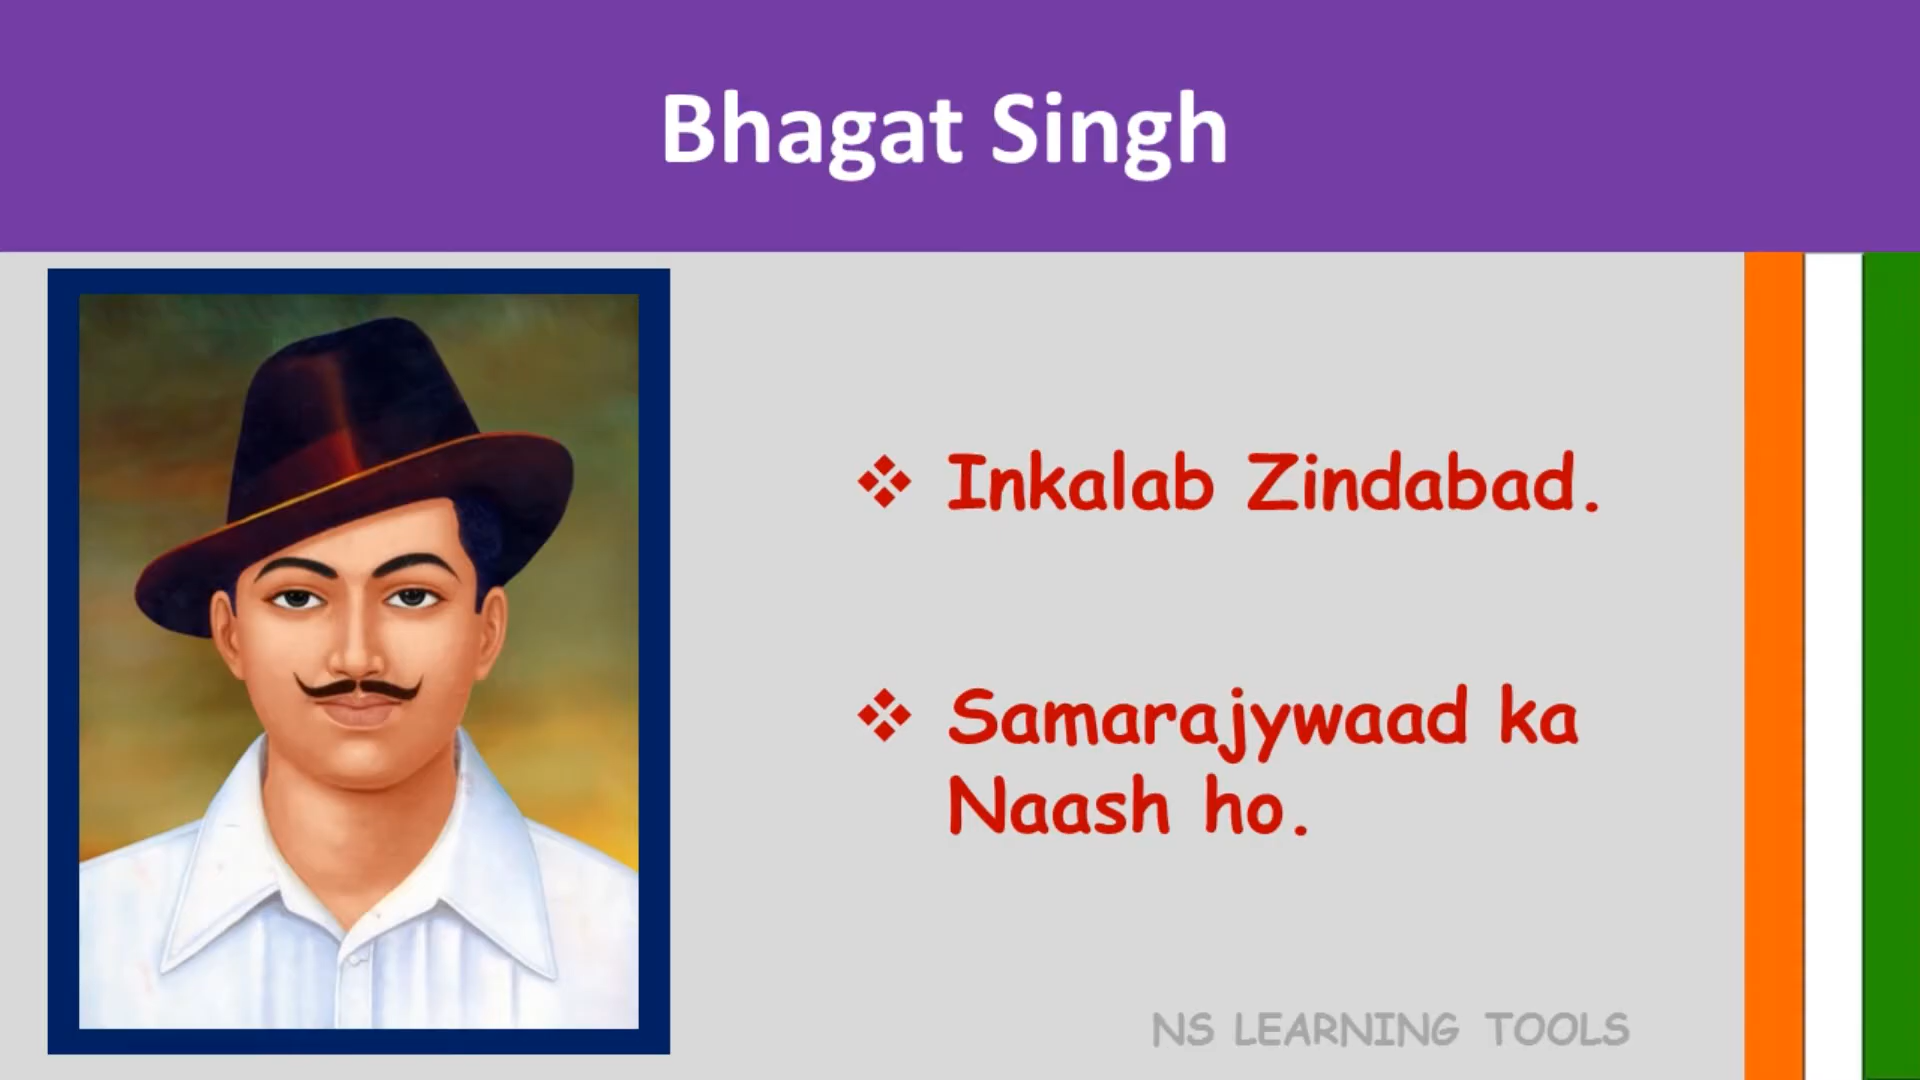 Bhagat Singh
❖ Inkalab Zindabad.
❖ Samarajywaad ka
Naash ho.
NS LEARNING TOOLS